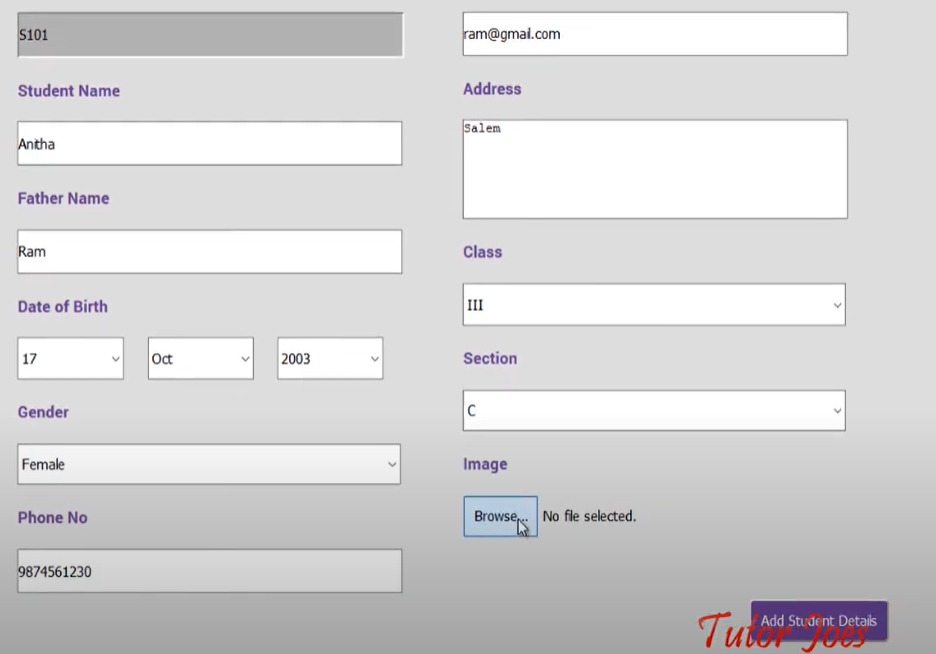 S101
Student Name
Anitha
Father Name
Ram
Date of Birth
17 Oct 2003
Gender
Female
Phone No
9874561230
ram@gmail.com
Address
Salem
Class
III
Section
C
Image
Browse... No file selected.
Add Student Details
Tutor Joes